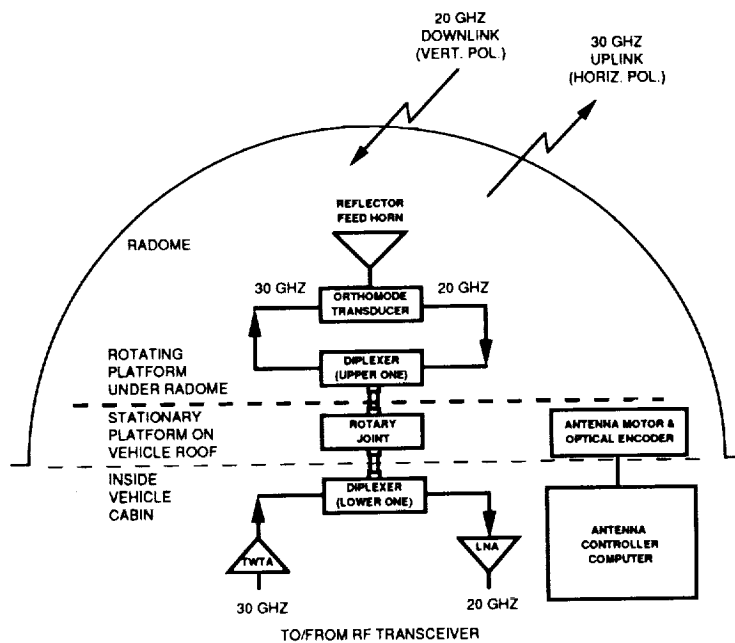 20 GHZ
DOWNLINK
(VERT. POL.)
30 GHZ
UPLINK
(HORIZ. POL.)
REFLECTOR
FEED HORN
RADOME
30 GHZ
20 GHZ
ORTHOMODE
TRANSDUCER
DIPLEXER
(UPPER ONE)
ROTATING
PLATFORM
UNDER RADOME
STATIONARY
PLATFORM ON
VEHICLE ROOF
ROTARY
JOINT
ANTENNA MOTOR &
OPTICAL ENCODER
INSIDE
VEHICLE
CABIN
DIPLEXER
(LOWER ONE)
ANTENNA
CONTROLLER
COMPUTER
TWTA
LNA
30 GHZ
20 GHZ
TO/FROM RF TRANSCEIVER